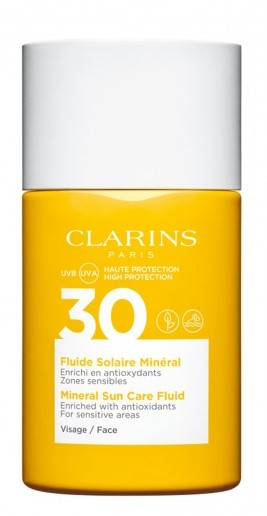 CLARINS
PARIS
UVB UVA HAUTE PROTECTION
HIGH PROTECTION
30
Fluide Solaire Minéral
Enrichi en antioxydants
Zones sensibles
Mineral Sun Care Fluid
Enriched with antioxidants
For sensitive areas
Visage / Face